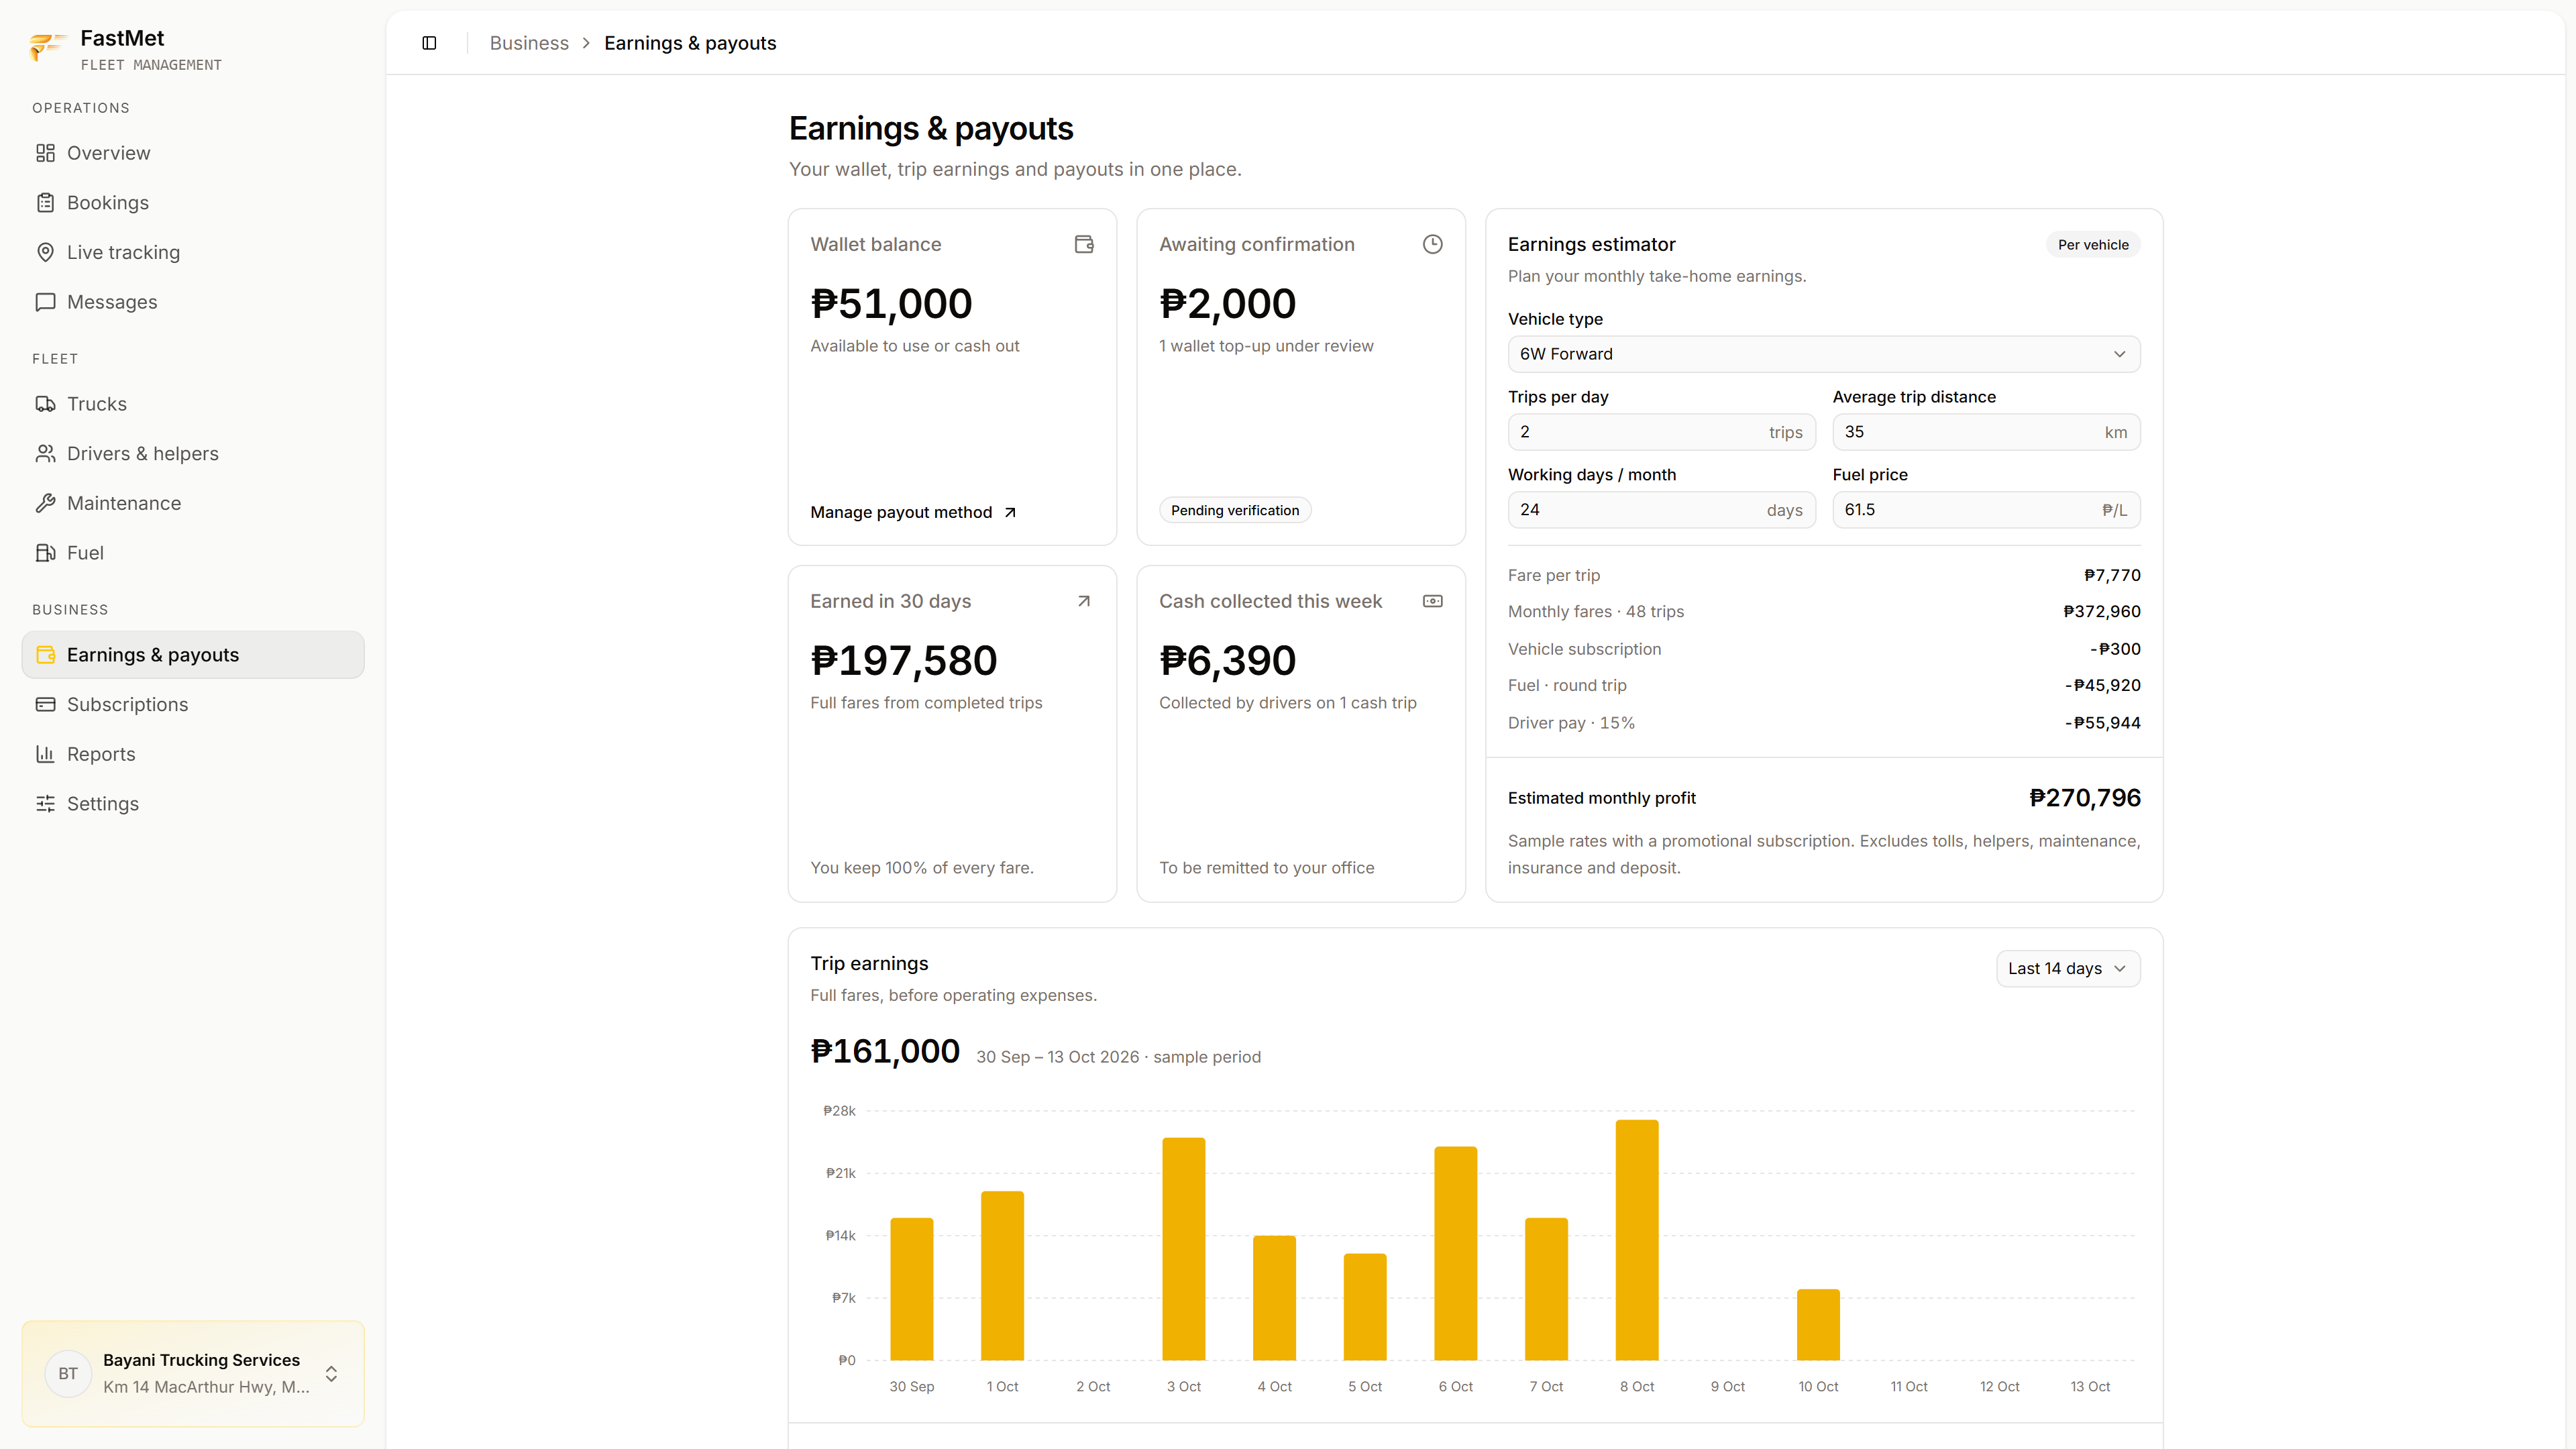 FastMet
FLEET MANAGEMENT
OPERATIONS
Overview
Bookings
Live tracking
Messages
FLEET
Trucks
Drivers & helpers
Maintenance
Fuel
BUSINESS
Earnings & payouts
Subscriptions
Reports
Settings
BT
Bayani Trucking Services
Km 14 MacArthur Hwy, M...
Business > Earnings & payouts
Earnings & payouts
Your wallet, trip earnings and payouts in one place.
Wallet balance
₱51,000
Available to use or cash out
Manage payout method
Awaiting confirmation
₱2,000
1 wallet top-up under review
Pending verification
Earned in 30 days
₱197,580
Full fares from completed trips
You keep 100% of every fare.
Cash collected this week
₱6,390
Collected by drivers on 1 cash trip
To be remitted to your office
Earnings estimator
Per vehicle
Plan your monthly take-home earnings.
Vehicle type
6W Forward
Trips per day
2 trips
Average trip distance
35 km
Working days / month
24 days
Fuel price
61.5 ₱/L
Fare per trip ₱7,770
Monthly fares · 48 trips ₱372,960
Vehicle subscription -₱300
Fuel · round trip -₱45,920
Driver pay · 15% -₱55,944
Estimated monthly profit ₱270,796
Sample rates with a promotional subscription. Excludes tolls, helpers, maintenance,
insurance and deposit.
Trip earnings
Last 14 days
Full fares, before operating expenses.
₱161,000 30 Sep – 13 Oct 2026 · sample period
₱28k
₱21k
₱14k
₱7k
₱0
30 Sep 1 Oct 2 Oct 3 Oct 4 Oct 5 Oct 6 Oct 7 Oct 8 Oct 9 Oct 10 Oct 11 Oct 12 Oct 13 Oct